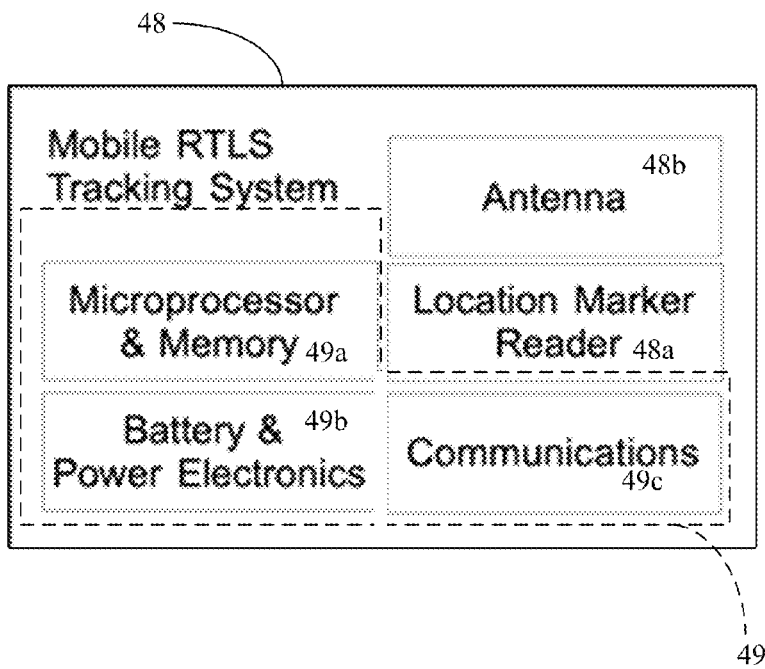 48
Mobile RTLS
Tracking System
48b
Antenna
Microprocessor
& Memory 49a
Location Marker
Reader 48a
Battery & 49b
Power Electronics
Communications
49c
49